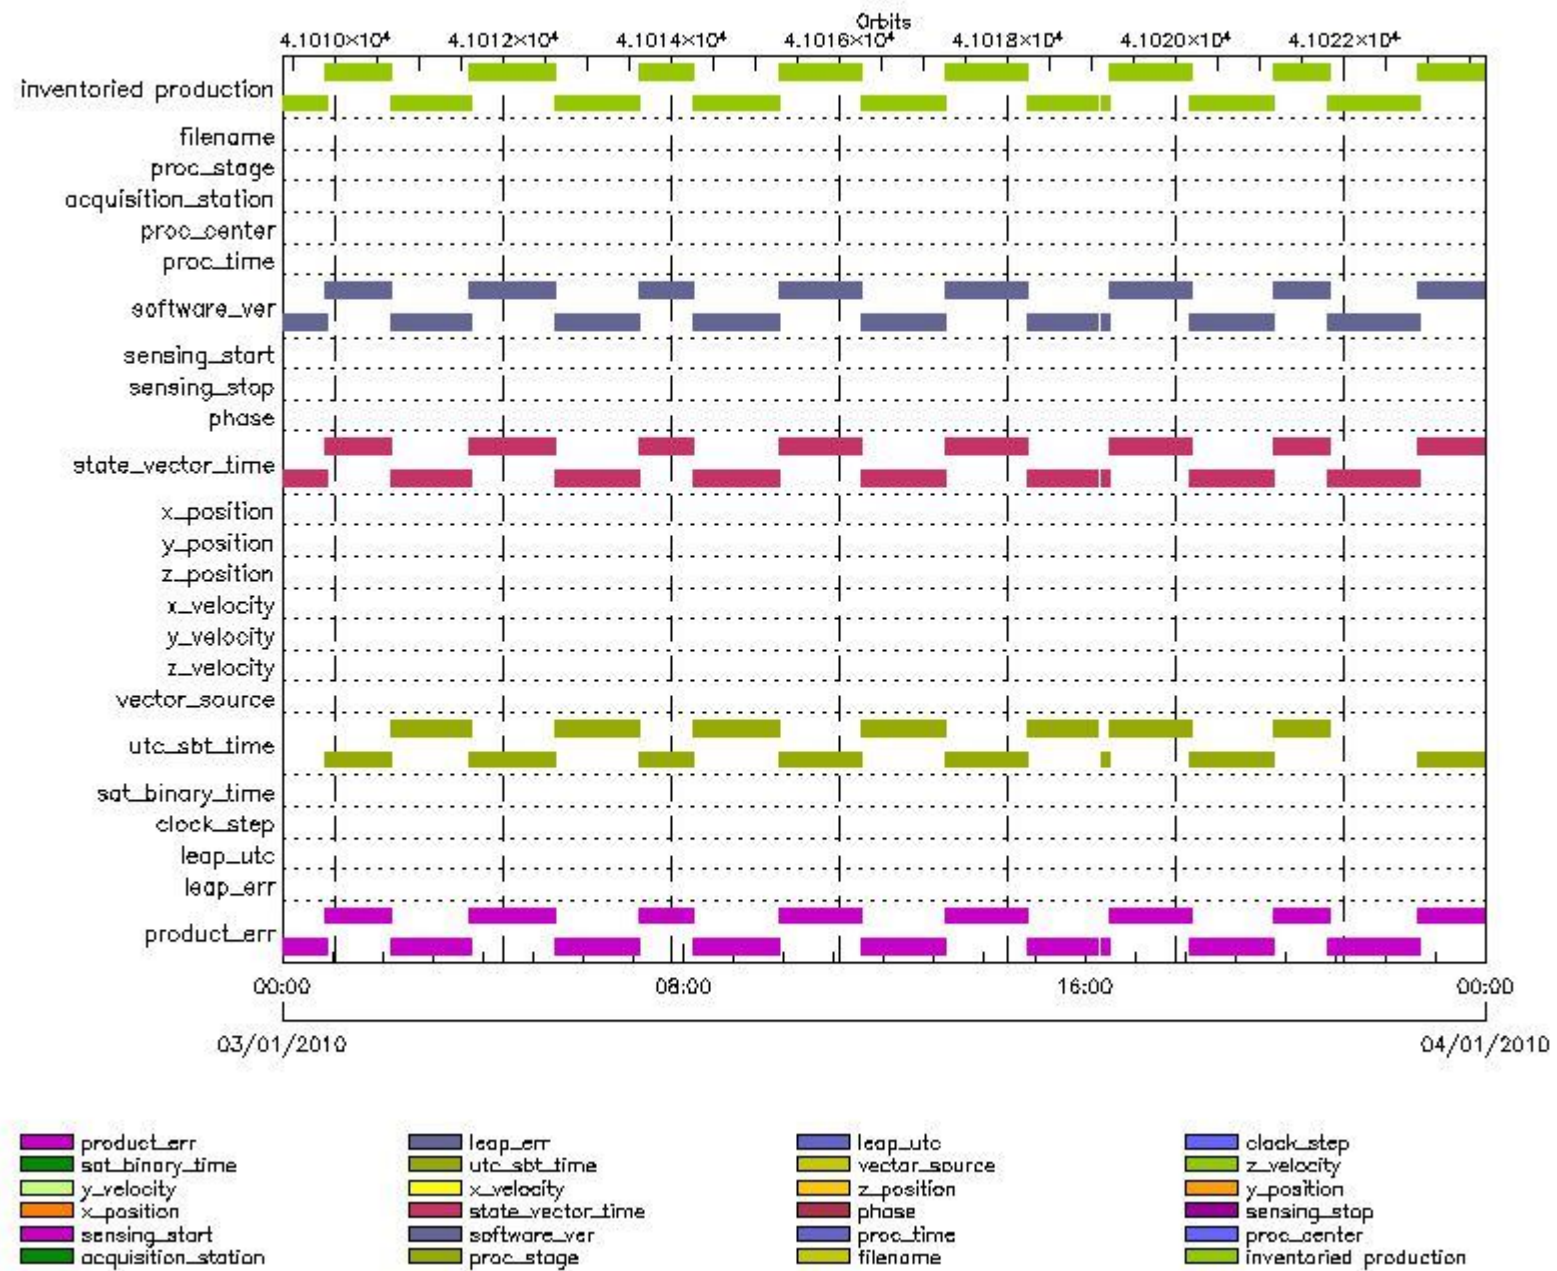 Orbits
4.1010×10⁴ 4.1012×10⁴ 4.1014×10⁴ 4.1016×10⁴ 4.1018×10⁴ 4.1020×10⁴ 4.1022×10⁴
inventoried production
filename
proc_stage
acquisition_station
proc_center
proc_time
software_ver
sensing_start
sensing_stop
phase
state_vector_time
x_position
y_position
z_position
x_velocity
y_velocity
z_velocity
vector_source
utc_sbt_time
sat_binary_time
clock_step
leap_utc
leap_err
product_err
00:00 08:00 16:00 00:00
03/01/2010 04/01/2010
product_err leap_err leap_utc clock_step
sat_binary_time utc_sbt_time vector_source z_velocity
y_velocity x_velocity z_position y_position
x_position state_vector_time phase sensing_stop
sensing_start software_ver proc_time proc_center
acquisition_station proc_stage filename inventoried production